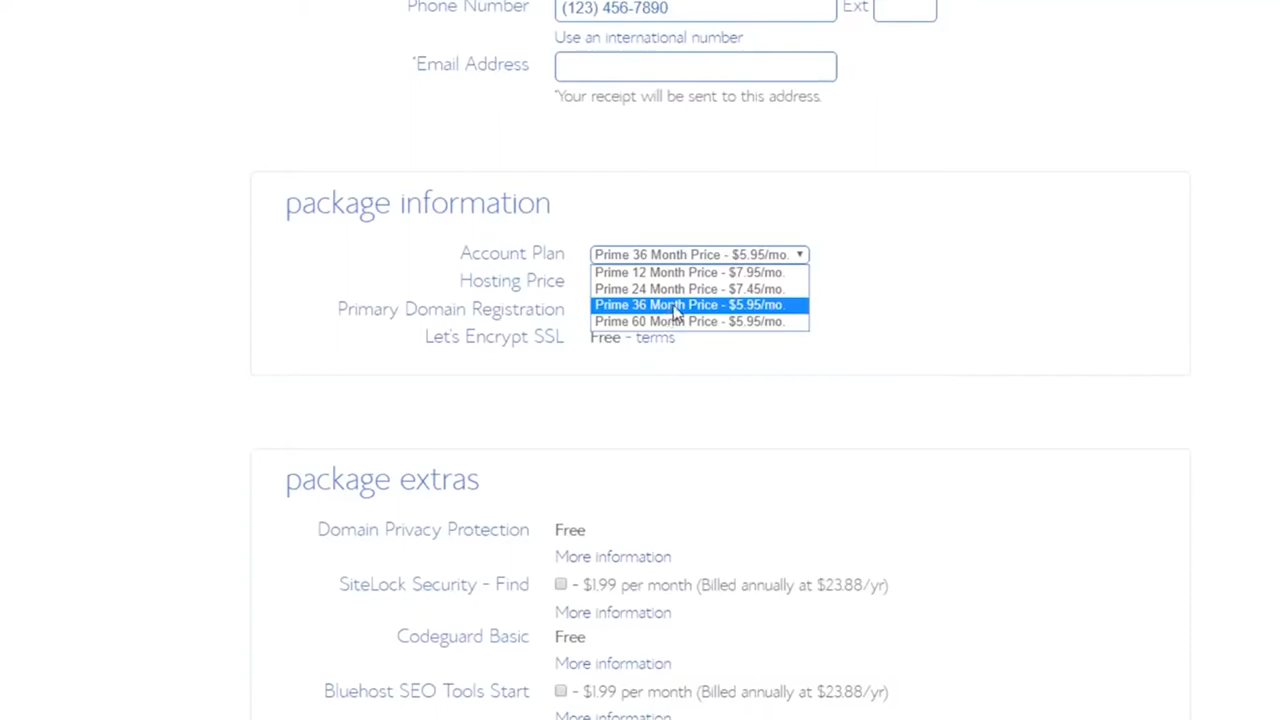 Phone Number (123) 456-7890 Ext
Use an international number
*Email Address
*Your receipt will be sent to this address.
package information
Account Plan Prime 36 Month Price - $5.95/mo.
Prime 12 Month Price - $7.95/mo.
Hosting Price
Prime 24 Month Price - $7.45/mo.
Primary Domain Registration Prime 36 Month Price - $5.95/mo.
Prime 60 Month Price - $5.95/mo.
Let's Encrypt SSL Free - terms
package extras
Domain Privacy Protection Free
More information
SiteLock Security - Find - $1.99 per month (Billed annually at $23.88/yr)
More information
Codeguard Basic Free
More information
Bluehost SEO Tools Start - $1.99 per month (Billed annually at $23.88/yr)
More information